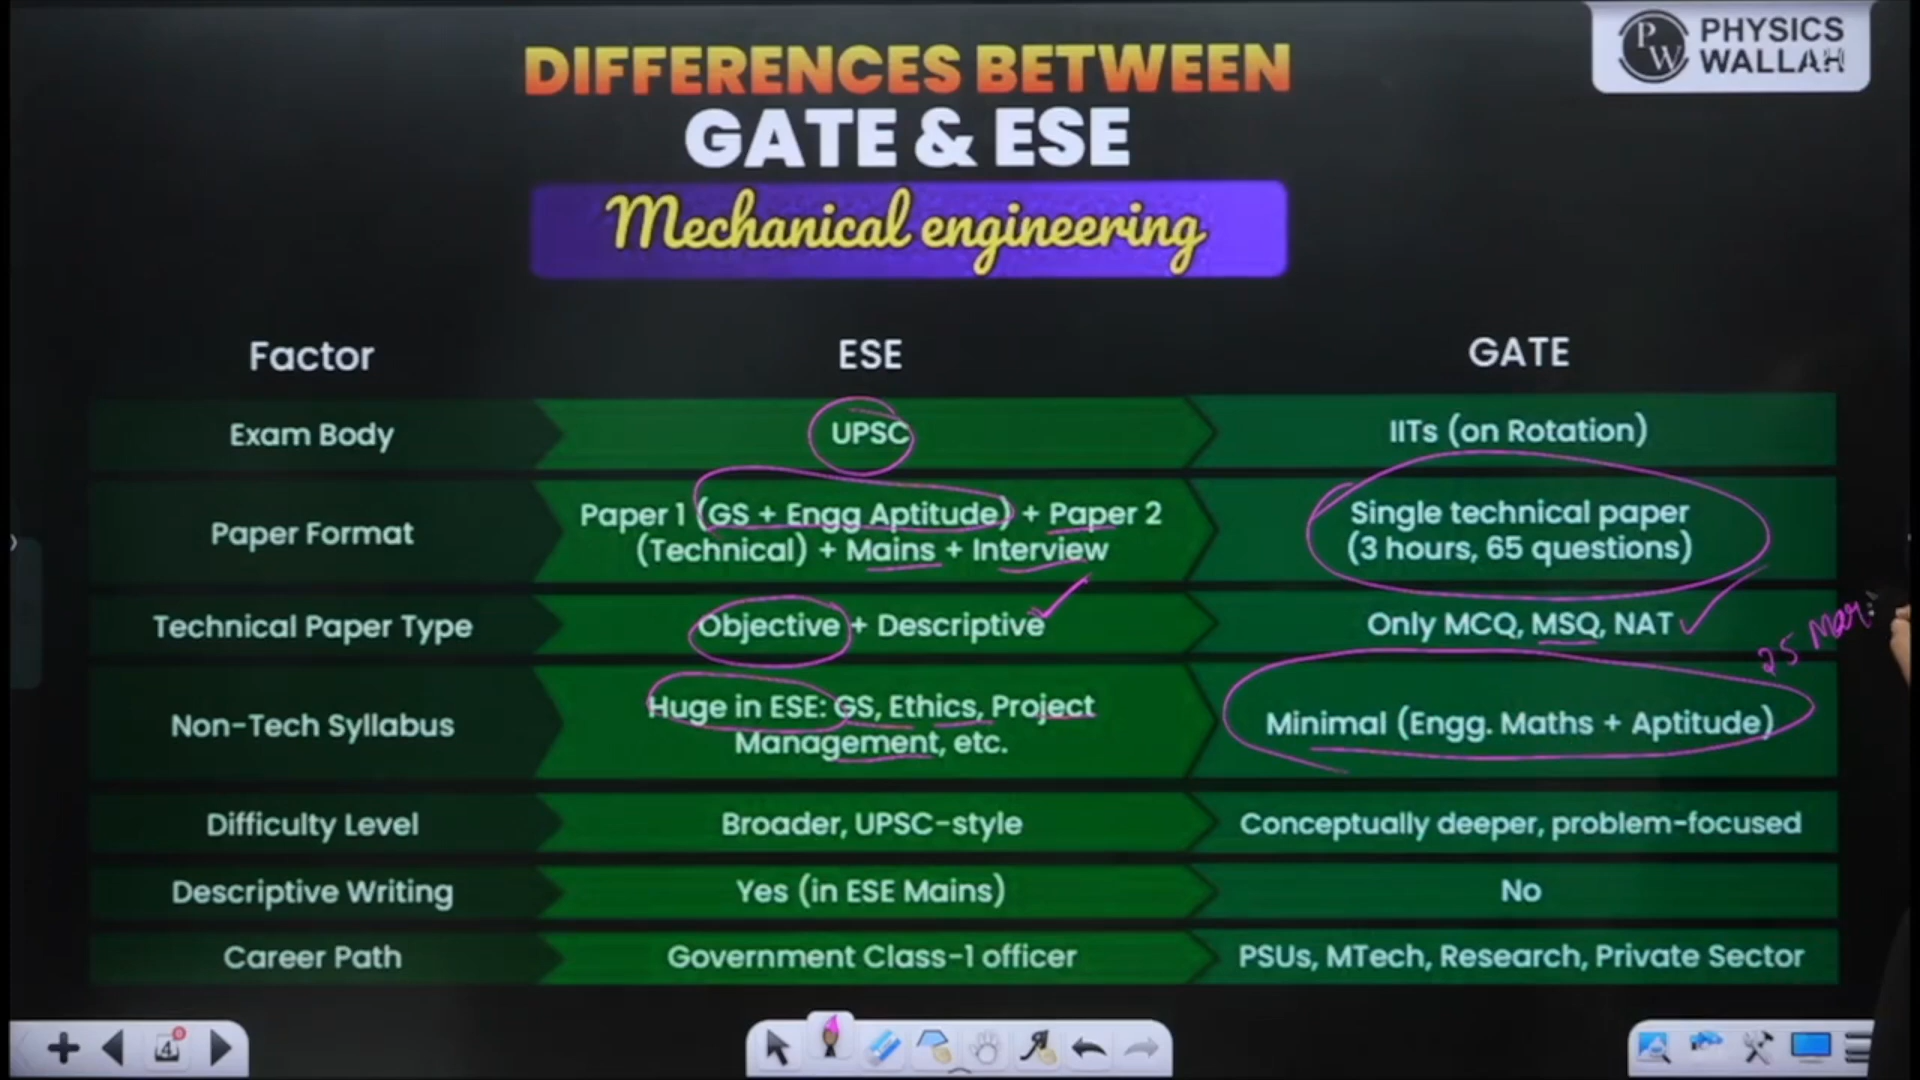 PHYSICS
WALLAH
DIFFERENCES BETWEEN
GATE & ESE
Mechanical engineering
Factor ESE GATE
Exam Body UPSC IITs (on Rotation)
Paper Format
Paper 1 (GS + Engg Aptitude) + Paper 2
(Technical) + Mains + Interview
Single technical paper
(3 hours, 65 questions)
Technical Paper Type Objective + Descriptive Only MCQ, MSQ, NAT
25 Mar
Non-Tech Syllabus
Huge in ESE: GS, Ethics, Project
Management, etc.
Minimal (Engg. Maths + Aptitude)
Difficulty Level Broader, UPSC-style Conceptually deeper, problem-focused
Descriptive Writing Yes (in ESE Mains) No
Career Path Government Class-1 officer PSUs, MTech, Research, Private Sector
4